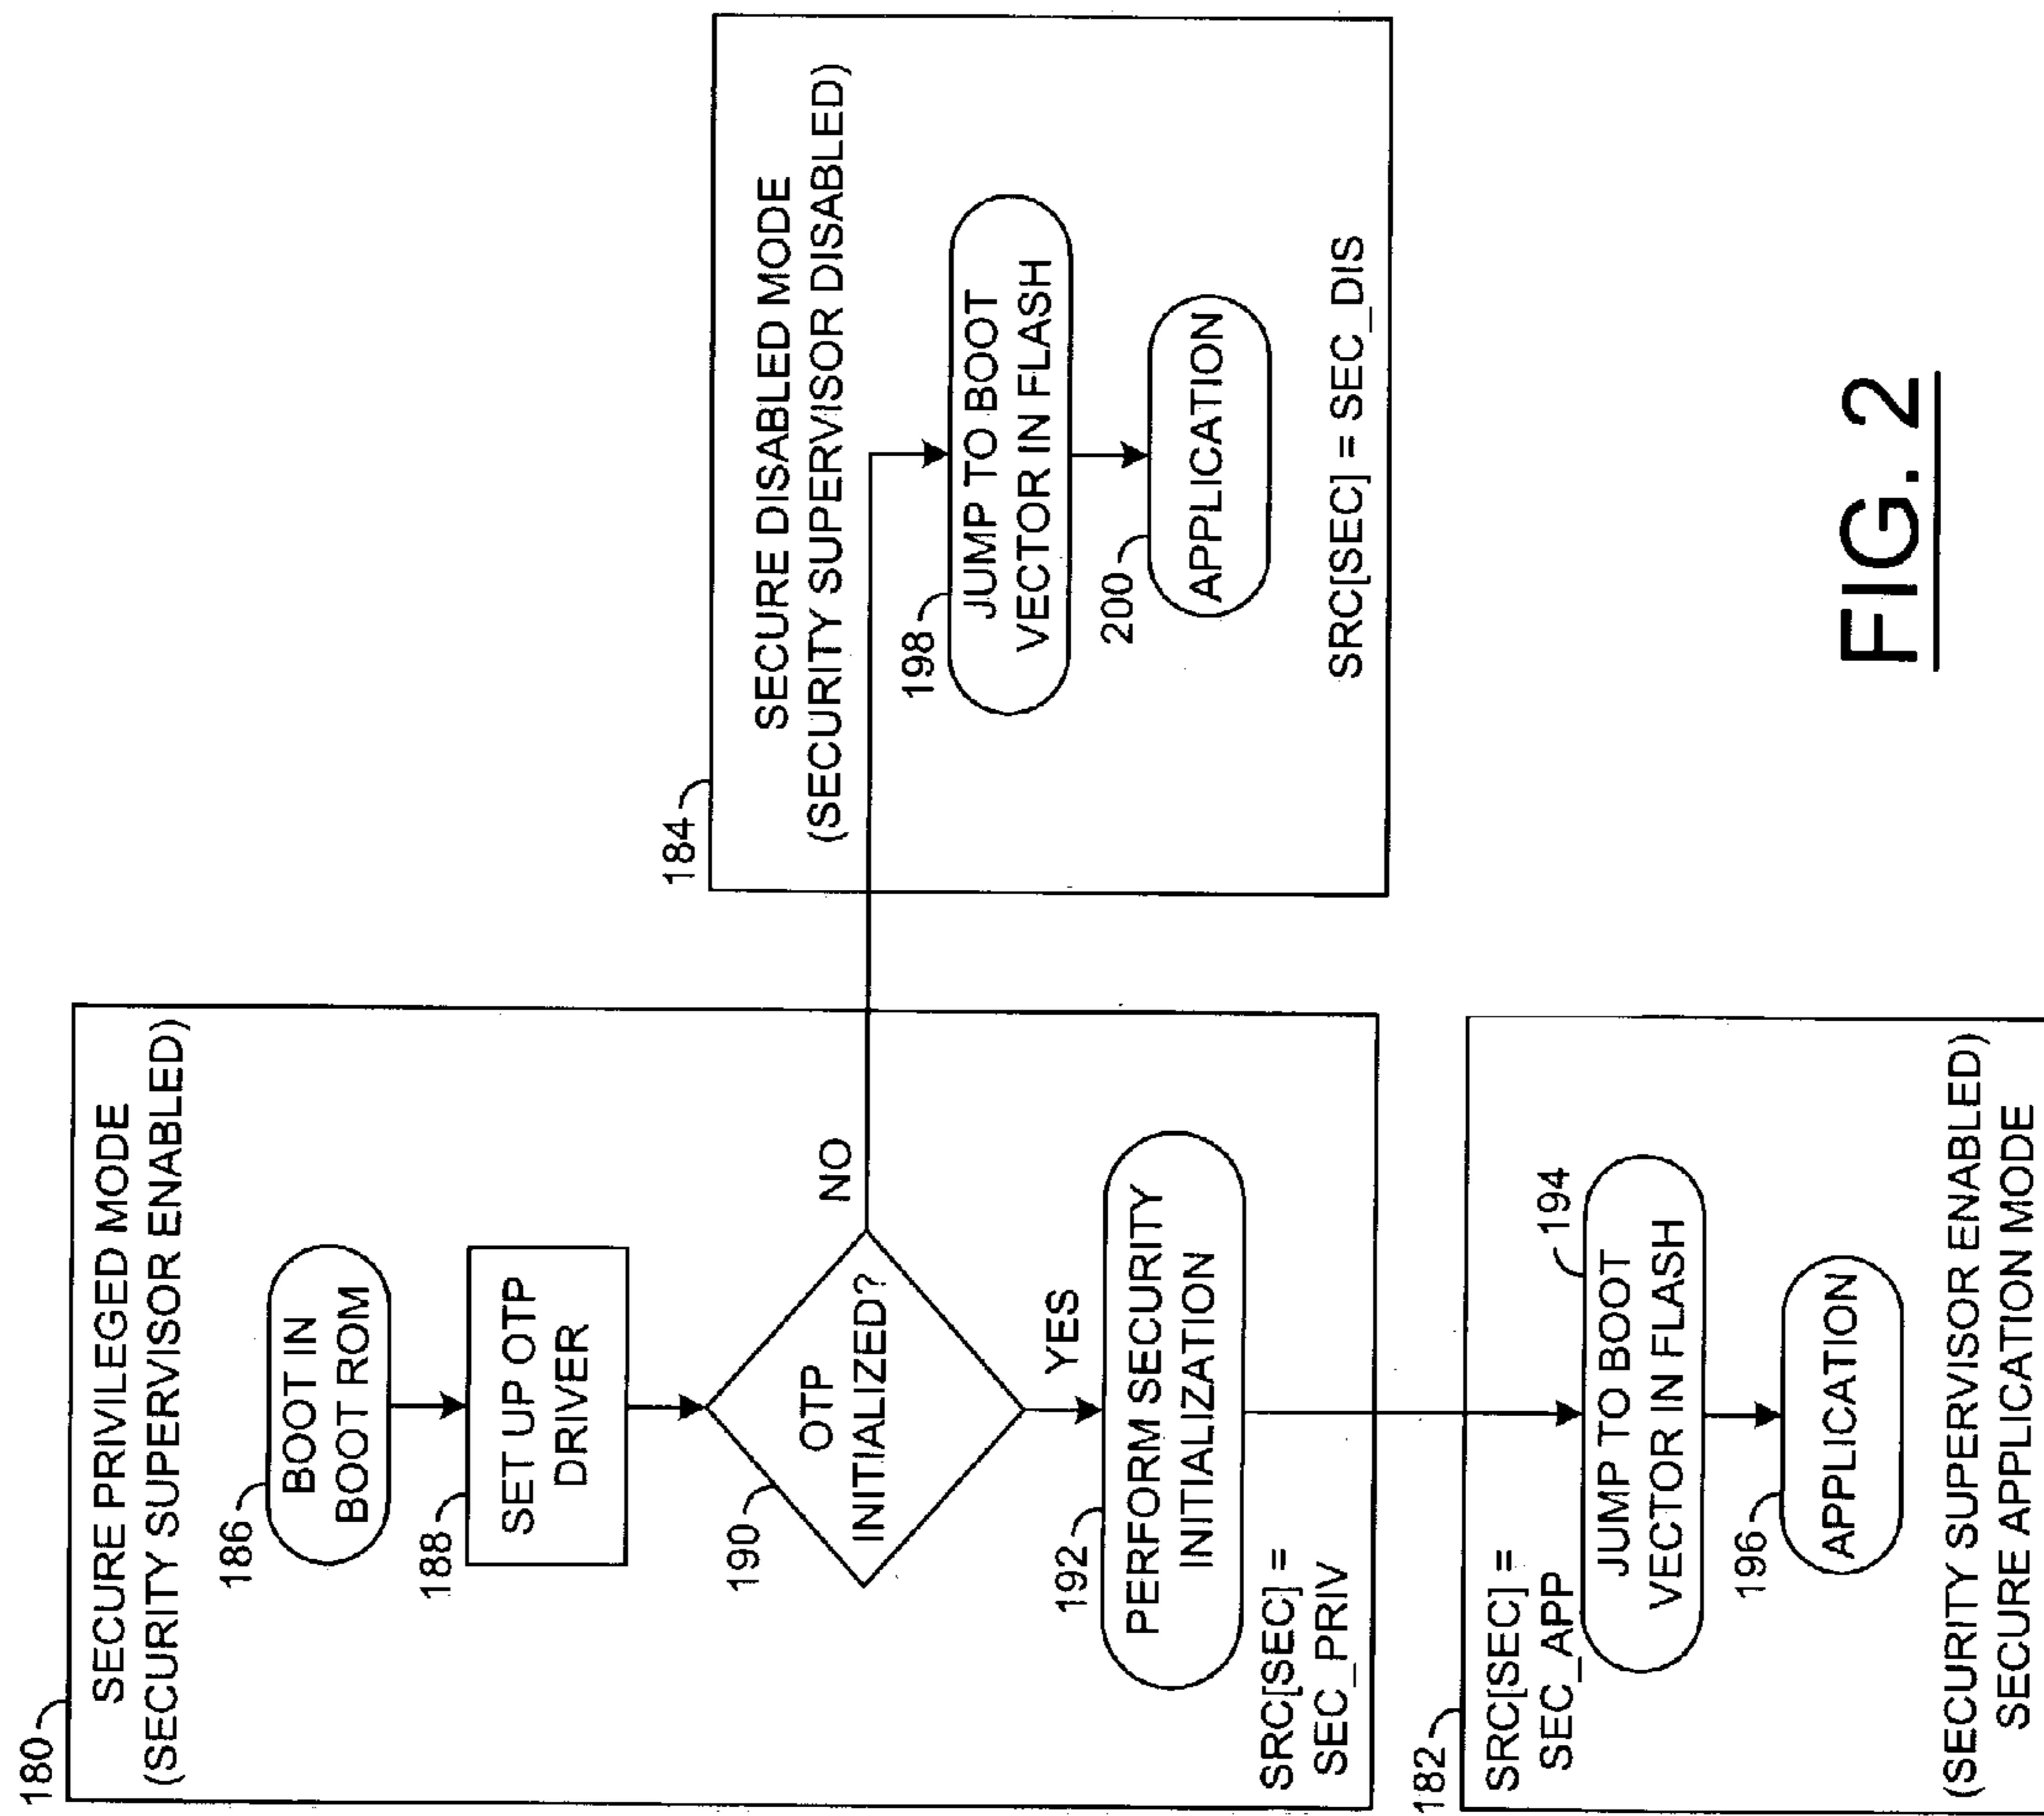 180
SECURE PRIVILEGED MODE
(SECURITY SUPERVISOR ENABLED)
186
BOOT IN
BOOT ROM
188
SET UP OTP
DRIVER
190
OTP
INITIALIZED?
NO
YES
192
PERFORM SECURITY
INITIALIZATION
SRC[SEC] =
SEC_PRIV
182
SRC[SEC] =
SEC_APP
194
JUMP TO BOOT
VECTOR IN FLASH
196
APPLICATION
(SECURITY SUPERVISOR ENABLED)
SECURE APPLICATION MODE
184
SECURE DISABLED MODE
(SECURITY SUPERVISOR DISABLED)
198
JUMP TO BOOT
VECTOR IN FLASH
200
APPLICATION
SRC[SEC] = SEC_DIS
FIG. 2